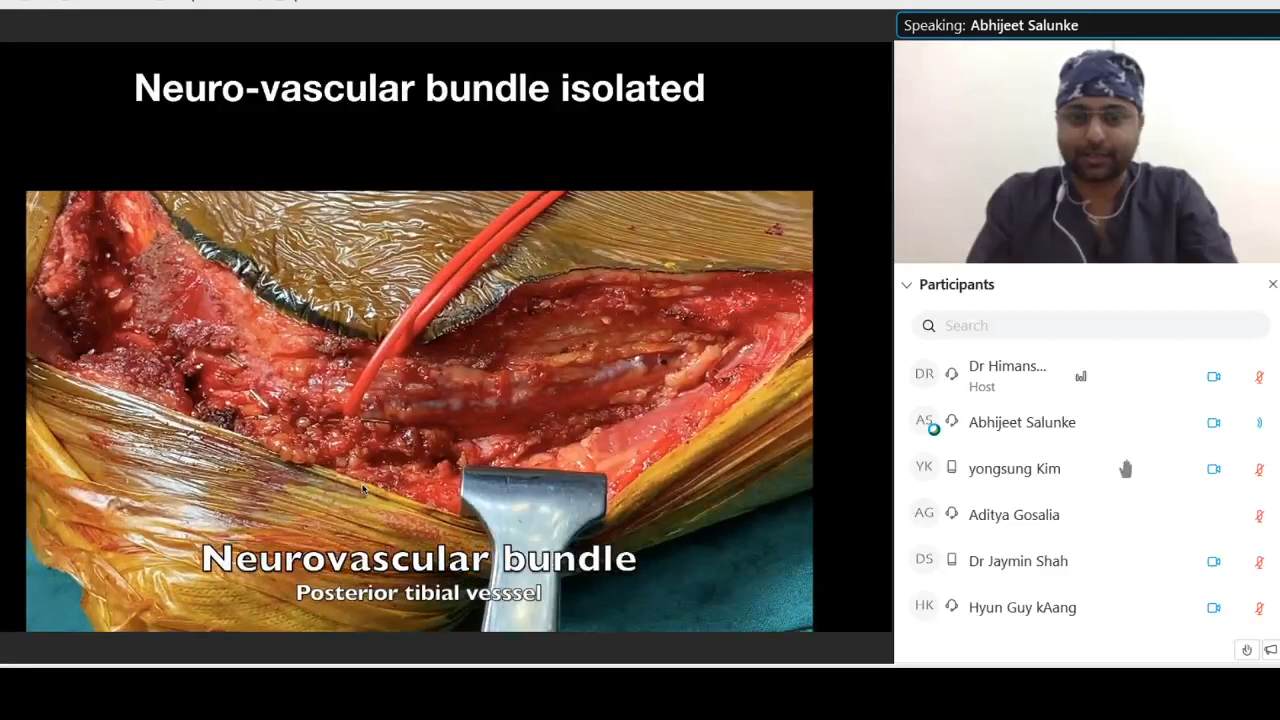 Speaking: Abhijeet Salunke
Neuro-vascular bundle isolated
Neurovascular bundle
Posterior tibial vesssel
Participants
Search
DR
Dr Himans...
Host
AS
Abhijeet Salunke
YK
yongsung Kim
AG
Aditya Gosalia
DS
Dr Jaymin Shah
HK
Hyun Guy kAang